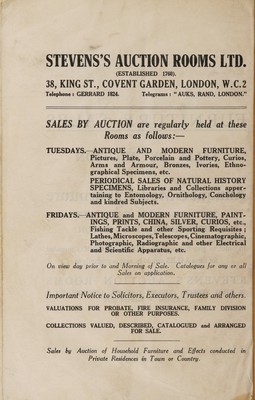 STEVENS'S AUCTION ROOMS LTD.
(ESTABLISHED 1760).
38, KING ST., COVENT GARDEN, LONDON, W.C.2
Telephone: GERRARD 1824. Telegrams: "AUKS, RAND, LONDON."
SALES BY AUCTION are regularly held at these
Rooms as follows:—
TUESDAYS.—ANTIQUE AND MODERN FURNITURE,
Pictures, Plate, Porcelain and Pottery, Curios,
Arms and Armour, Bronzes, Ivories, Ethno-
graphical Specimens, etc.
PERIODICAL SALES OF NATURAL HISTORY
SPECIMENS, Libraries and Collections apper-
taining to Entomology, Ornithology, Conchology
and kindred Subjects.
FRIDAYS.—ANTIQUE and MODERN FURNITURE, PAINT-
INGS, PRINTS, CHINA, SILVER, CURIOS, etc.
Fishing Tackle and other Sporting Requisites;
Lathes, Microscopes, Telescopes, Cinematographic,
Photographic, Radiographic and other Electrical
and Scientific Apparatus, etc.
On view day prior to and Morning of Sale. Catalogues for any or all
Sales on application.
Important Notice to Solicitors, Executors, Trustees and others.
VALUATIONS FOR PROBATE, FIRE INSURANCE, FAMILY DIVISION
OR OTHER PURPOSES.
COLLECTIONS VALUED, DESCRIBED, CATALOGUED and ARRANGED
FOR SALE.
Sales by Auction of Household Furniture and Effects conducted in
Private Residences in Town or Country.